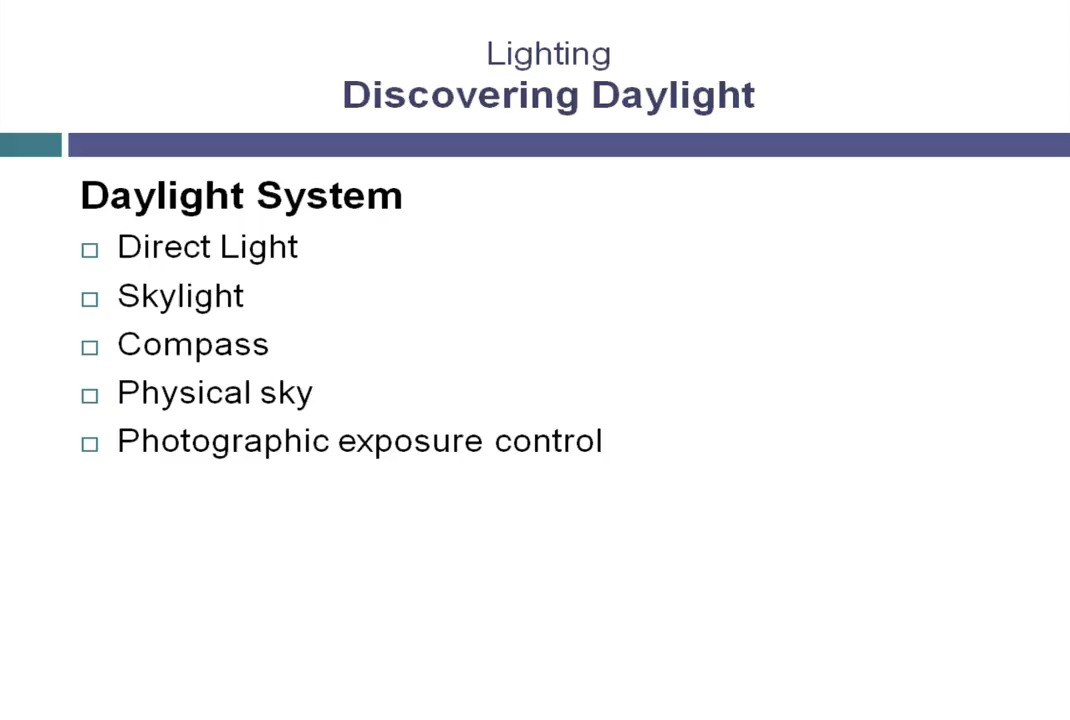 Lighting
Discovering Daylight
Daylight System
Direct Light
Skylight
Compass
Physical sky
Photographic exposure control